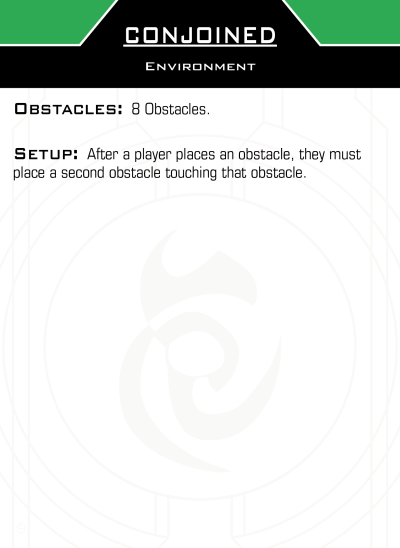 CONJOINED
ENVIRONMENT
OBSTACLES: 8 Obstacles.
SETUP: After a player places an obstacle, they must
place a second obstacle touching that obstacle.